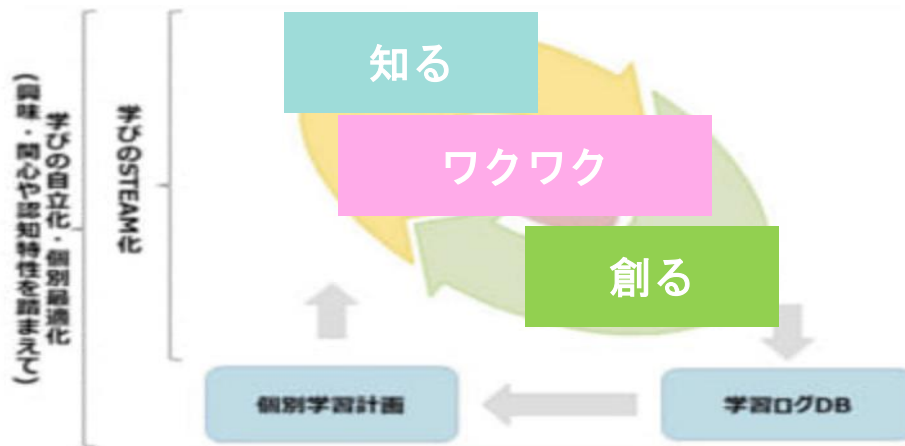 知る
ワクワク
創る
学びのSTEAM化
学びの自立化・個別最適化
(興味・関心や認知特性を踏まえて)
個別学習計画
学習ログDB